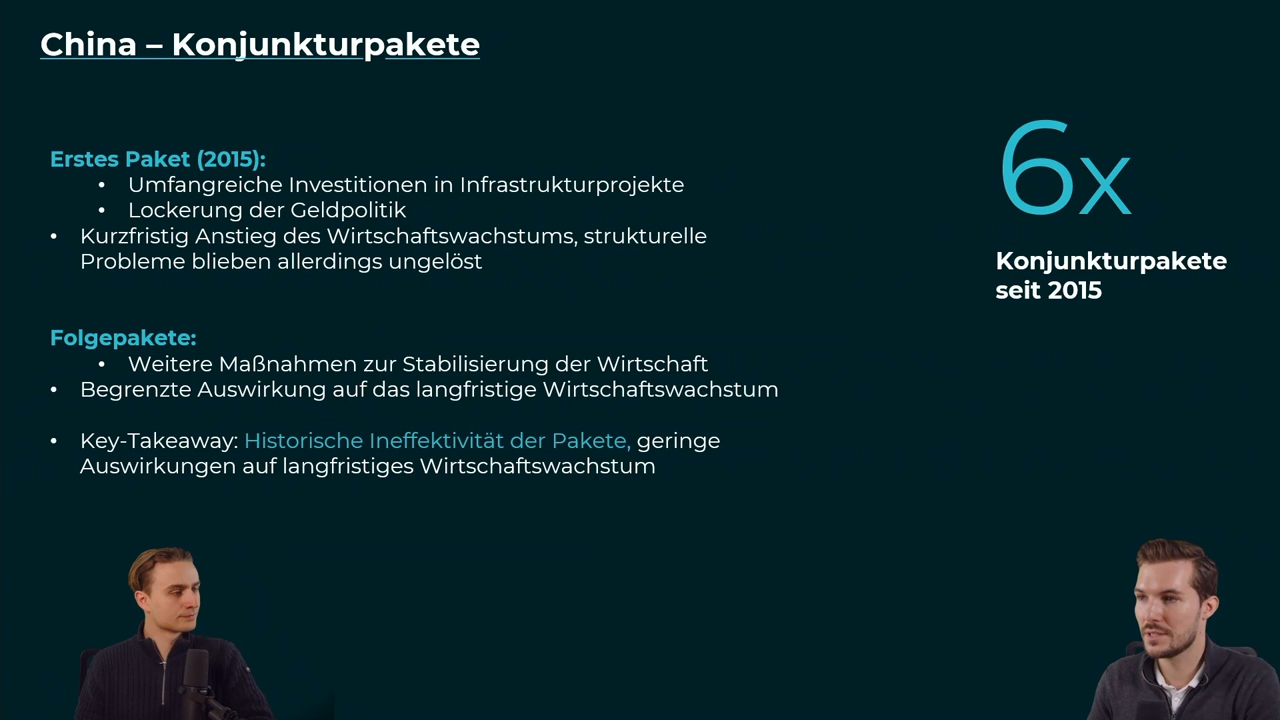 China – Konjunkturpakete
Erstes Paket (2015):
• Umfangreiche Investitionen in Infrastrukturprojekte
• Lockerung der Geldpolitik
• Kurzfristig Anstieg des Wirtschaftswachstums, strukturelle
Probleme blieben allerdings ungelöst
Folgepakete:
• Weitere Maßnahmen zur Stabilisierung der Wirtschaft
• Begrenzte Auswirkung auf das langfristige Wirtschaftswachstum
• Key-Takeaway: Historische Ineffektivität der Pakete, geringe
Auswirkungen auf langfristiges Wirtschaftswachstum
6x
Konjunkturpakete
seit 2015